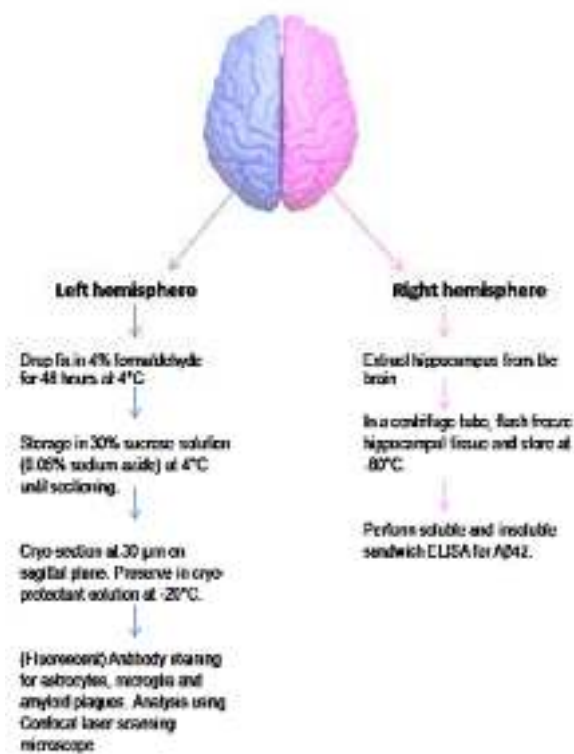 Left hemisphere
Drop fix in 4% formaldehyde
for 48 hours at 4°C
Storage in 30% sucrose solution
(0.05% sodium azide) at 4°C
until sectioning.
Cryo-section at 30 µm on
sagittal plane. Preserve in cryo-
protectant solution at -20°C.
(Fluorescent) Antibody staining
for astrocytes, microglia and
amyloid plaques. Analysis using
Confocal laser scanning
microscope
Right hemisphere
Extract hippocampus from the
brain
In a centrifuge tube, flash freeze
hippocampal tissue and store at
-80°C.
Perform soluble and insoluble
sandwich ELISA for Aβ42.